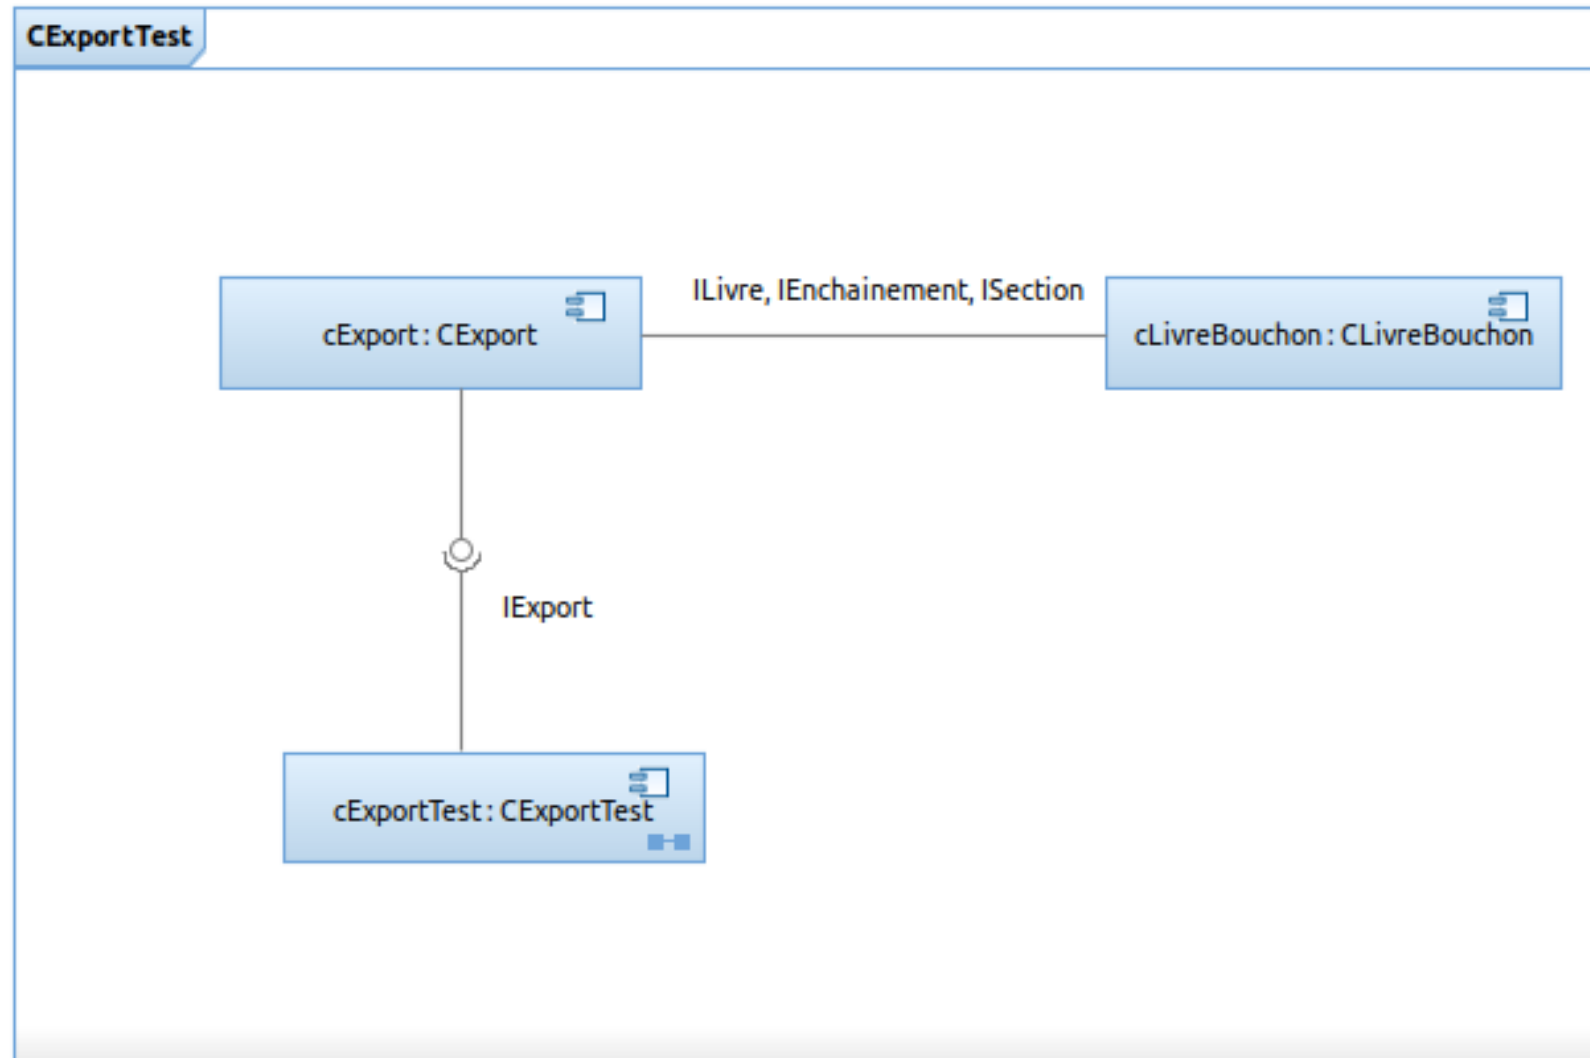 CExportTest
ILivre, IEnchainement, ISection
cExport : CExport
cLivreBouchon : CLivreBouchon
IExport
cExportTest : CExportTest